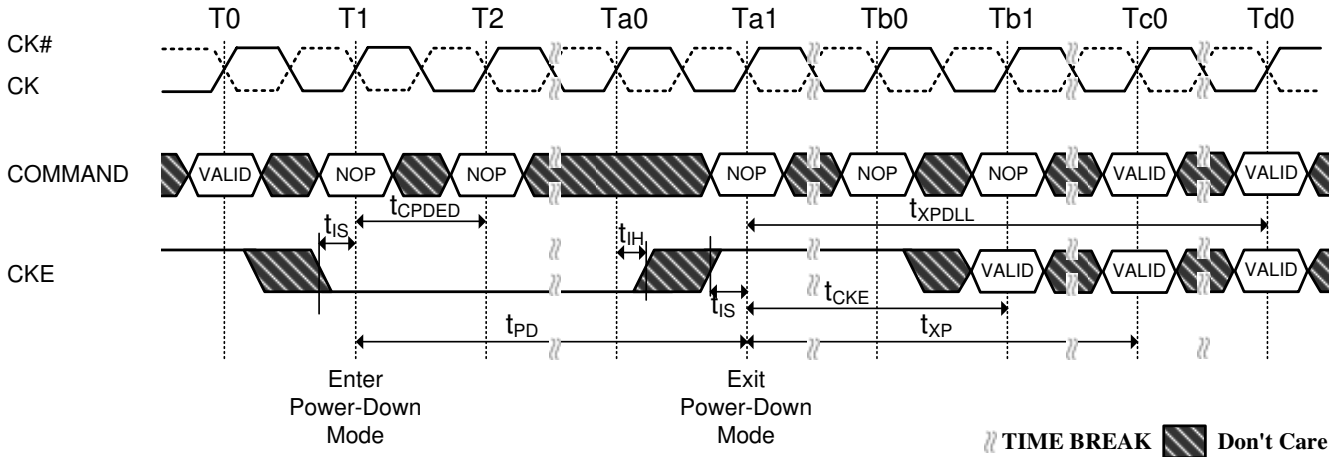 T0 T1 T2 Ta0 Ta1 Tb0 Tb1 Tc0 Td0
CK#
CK
COMMAND VALID NOP NOP NOP NOP NOP VALID VALID
tCPDED tXPDLL
tIS tIH
CKE VALID VALID VALID
tIS tCKE
tPD tXP
Enter Power-Down Mode
Exit Power-Down Mode
TIME BREAK Don't Care